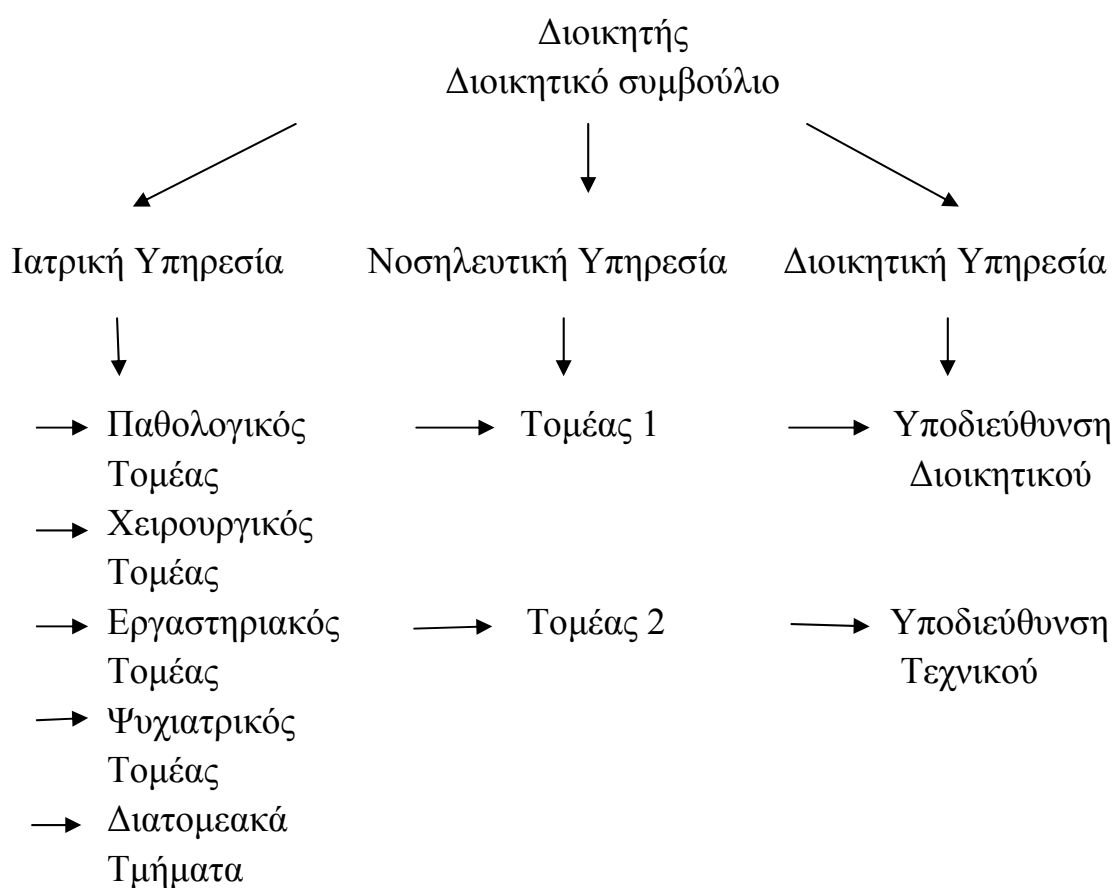 Διοικητής
Διοικητικό συμβούλιο
Ιατρική Υπηρεσία
Νοσηλευτική Υπηρεσία
Διοικητική Υπηρεσία
Παθολογικός
Τομέας
Χειρουργικός
Τομέας
Εργαστηριακός
Τομέας
Ψυχιατρικός
Τομέας
Διατομεακά
Τμήματα
Τομέας 1
Τομέας 2
Υποδιεύθυνση
Διοικητικού
Υποδιεύθυνση
Τεχνικού